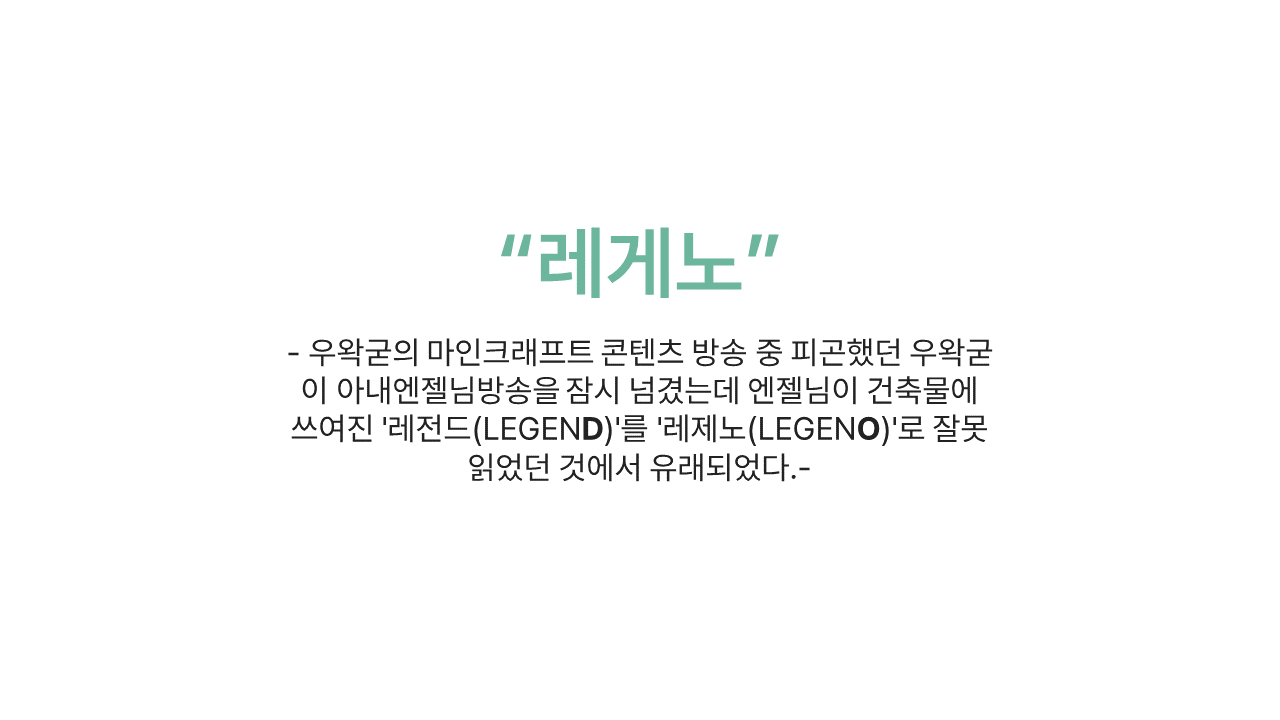 “레게노”
- 우왁굳의 마인크래프트 콘텐츠 방송 중 피곤했던 우왁굳
이 아내엔젤님방송을 잠시 넘겼는데 엔젤님이 건축물에
쓰여진 '레전드(LEGEND)'를 '레제노(LEGENO)'로 잘못
읽었던 것에서 유래되었다.-